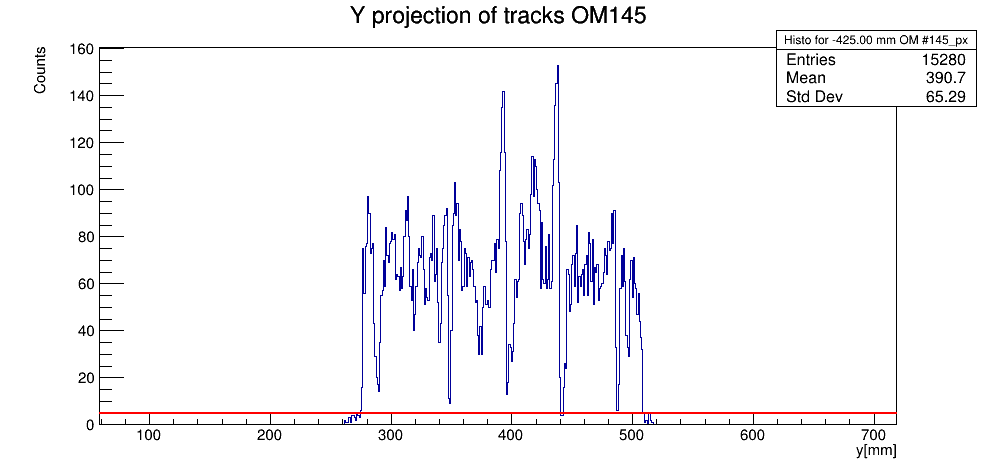 Y projection of tracks OM145
Histo for -425.00 mm OM #145_px
Entries 15280
Mean 390.7
Std Dev 65.29
Counts
160
140
120
100
80
60
40
20
0
100 200 300 400 500 600 700
y[mm]